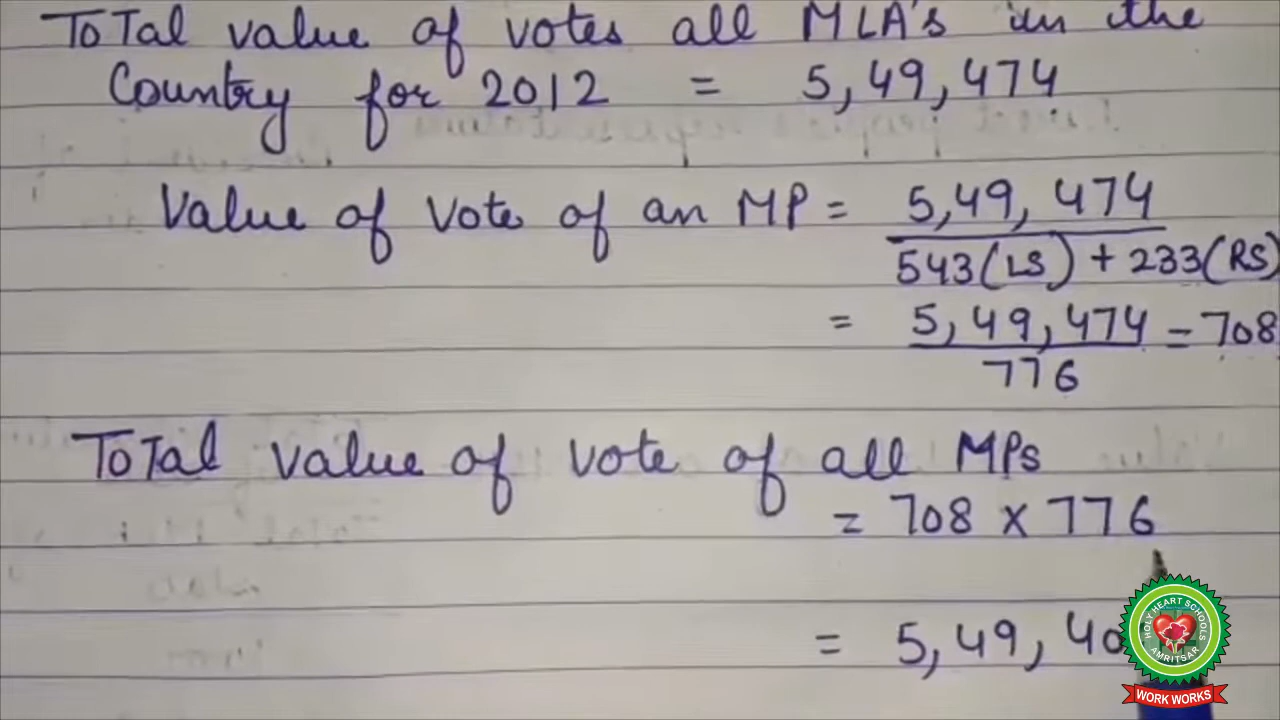 Total value of votes all MLA's in the
Country for 2012 = 5,49,474
Value of vote of an MP = 5,49,474
543(LS) + 233(RS)
= 5,49,474 = 708
776
Total value of vote of all MPs
= 708 x 776
= 5,49,40
HOLY HEART SCHOOLS
AMRITSAR
WORK WORKS